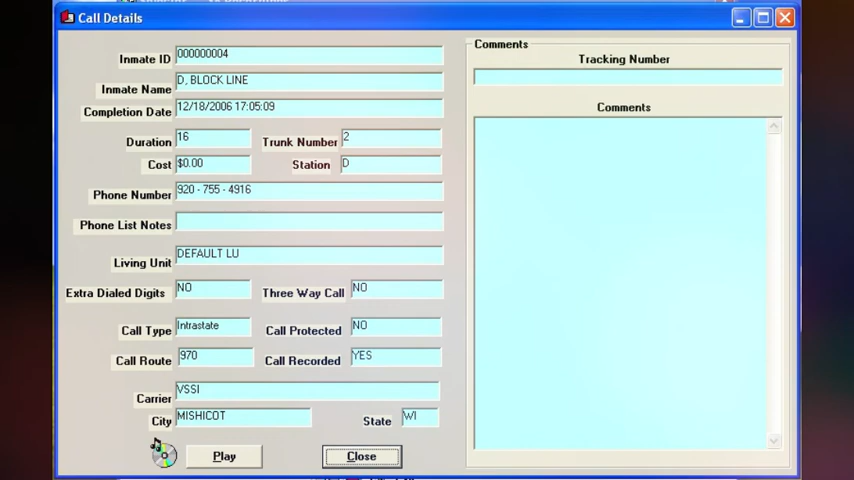 Call Details
Inmate ID 000000004
Inmate Name D, BLOCK LINE
Completion Date 12/18/2006 17:05:09
Duration 16 Trunk Number 2
Cost $0.00 Station D
Phone Number 920 - 755 - 4916
Phone List Notes
Living Unit DEFAULT LU
Extra Dialed Digits NO Three Way Call NO
Call Type Intrastate Call Protected NO
Call Route 970 Call Recorded YES
Carrier VSSI
City MISHICOT State WI
Play Close
Comments
Tracking Number
Comments